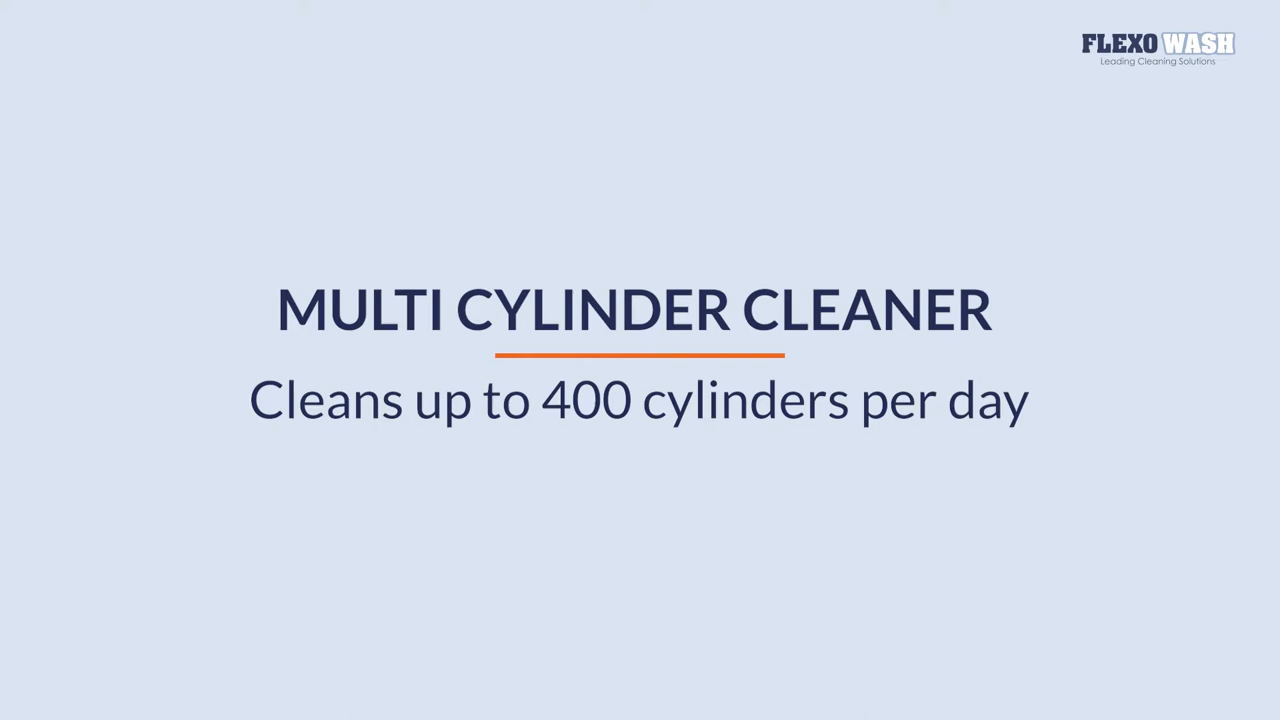 FLEXO WASH
Leading Cleaning Solutions
MULTI CYLINDER CLEANER
Cleans up to 400 cylinders per day